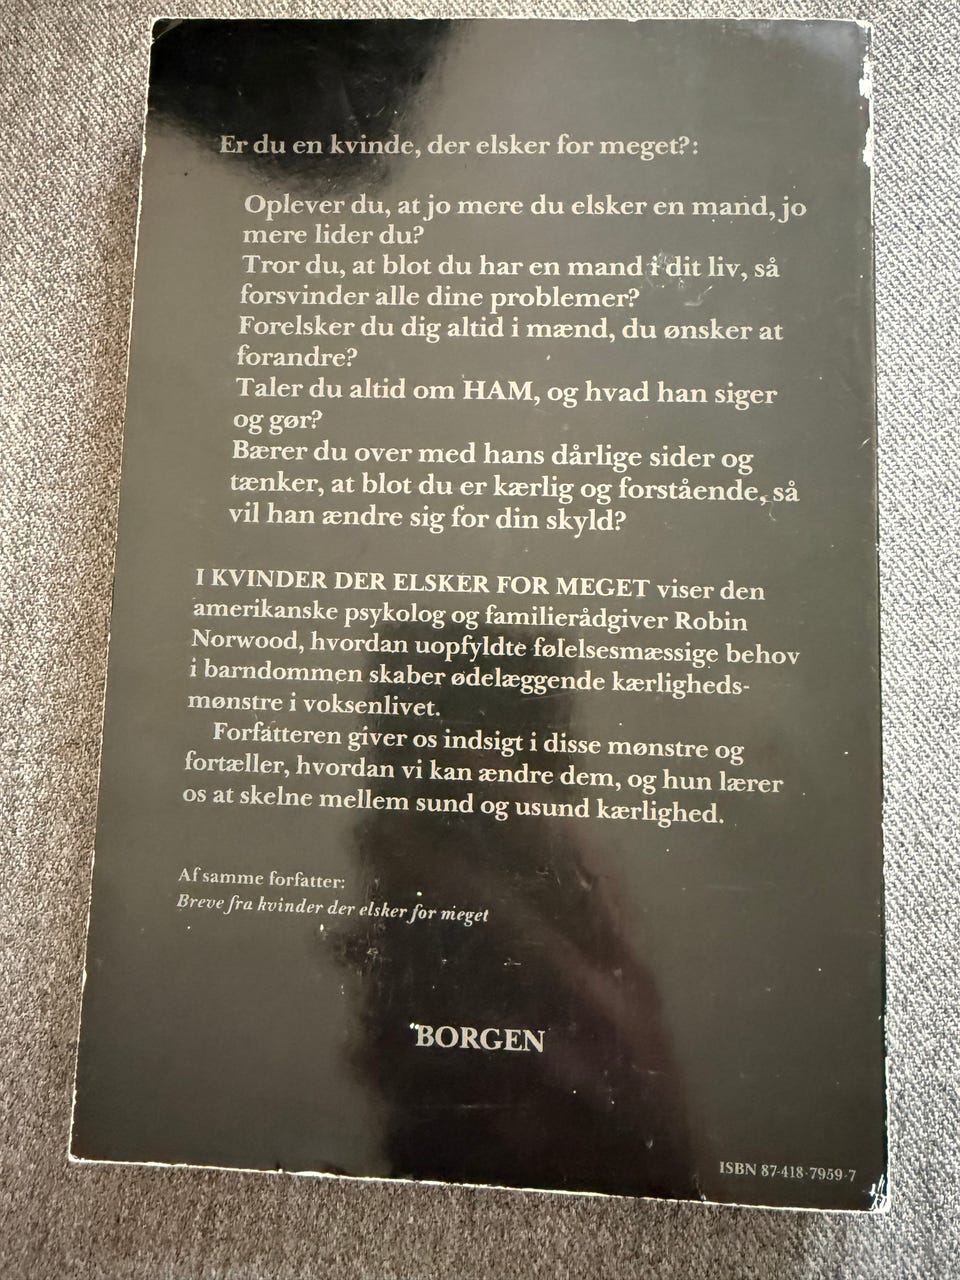 Er du en kvinde, der elsker for meget?:
Oplever du, at jo mere du elsker en mand, jo
mere lider du?
Tror du, at blot du har en mand i dit liv, så
forsvinder alle dine problemer?
Forelsker du dig altid i mænd, du ønsker at
forandre?
Taler du altid om HAM, og hvad han siger
og gør?
Bærer du over med hans dårlige sider og
tænker, at blot du er kærlig og forstående, så
vil han ændre sig for din skyld?
I KVINDER DER ELSKER FOR MEGET viser den
amerikanske psykolog og familierådgiver Robin
Norwood, hvordan uopfyldte følelsesmæssige behov
i barndommen skaber ødelæggende kærligheds-
mønstre i voksenlivet.
Forfatteren giver os indsigt i disse mønstre og
fortæller, hvordan vi kan ændre dem, og hun lærer
os at skelne mellem sund og usund kærlighed.
Af samme forfatter:
Breve fra kvinder der elsker for meget
BORGEN
ISBN 87-418-7959-7